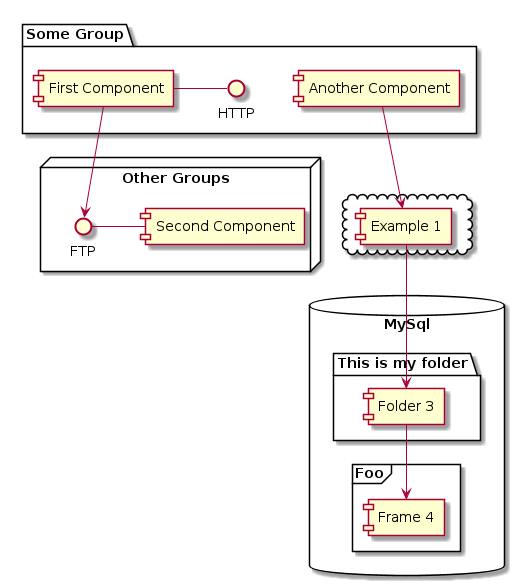 Some Group
First Component
HTTP
Another Component
Other Groups
FTP
Second Component
Example 1
MySql
This is my folder
Folder 3
Foo
Frame 4